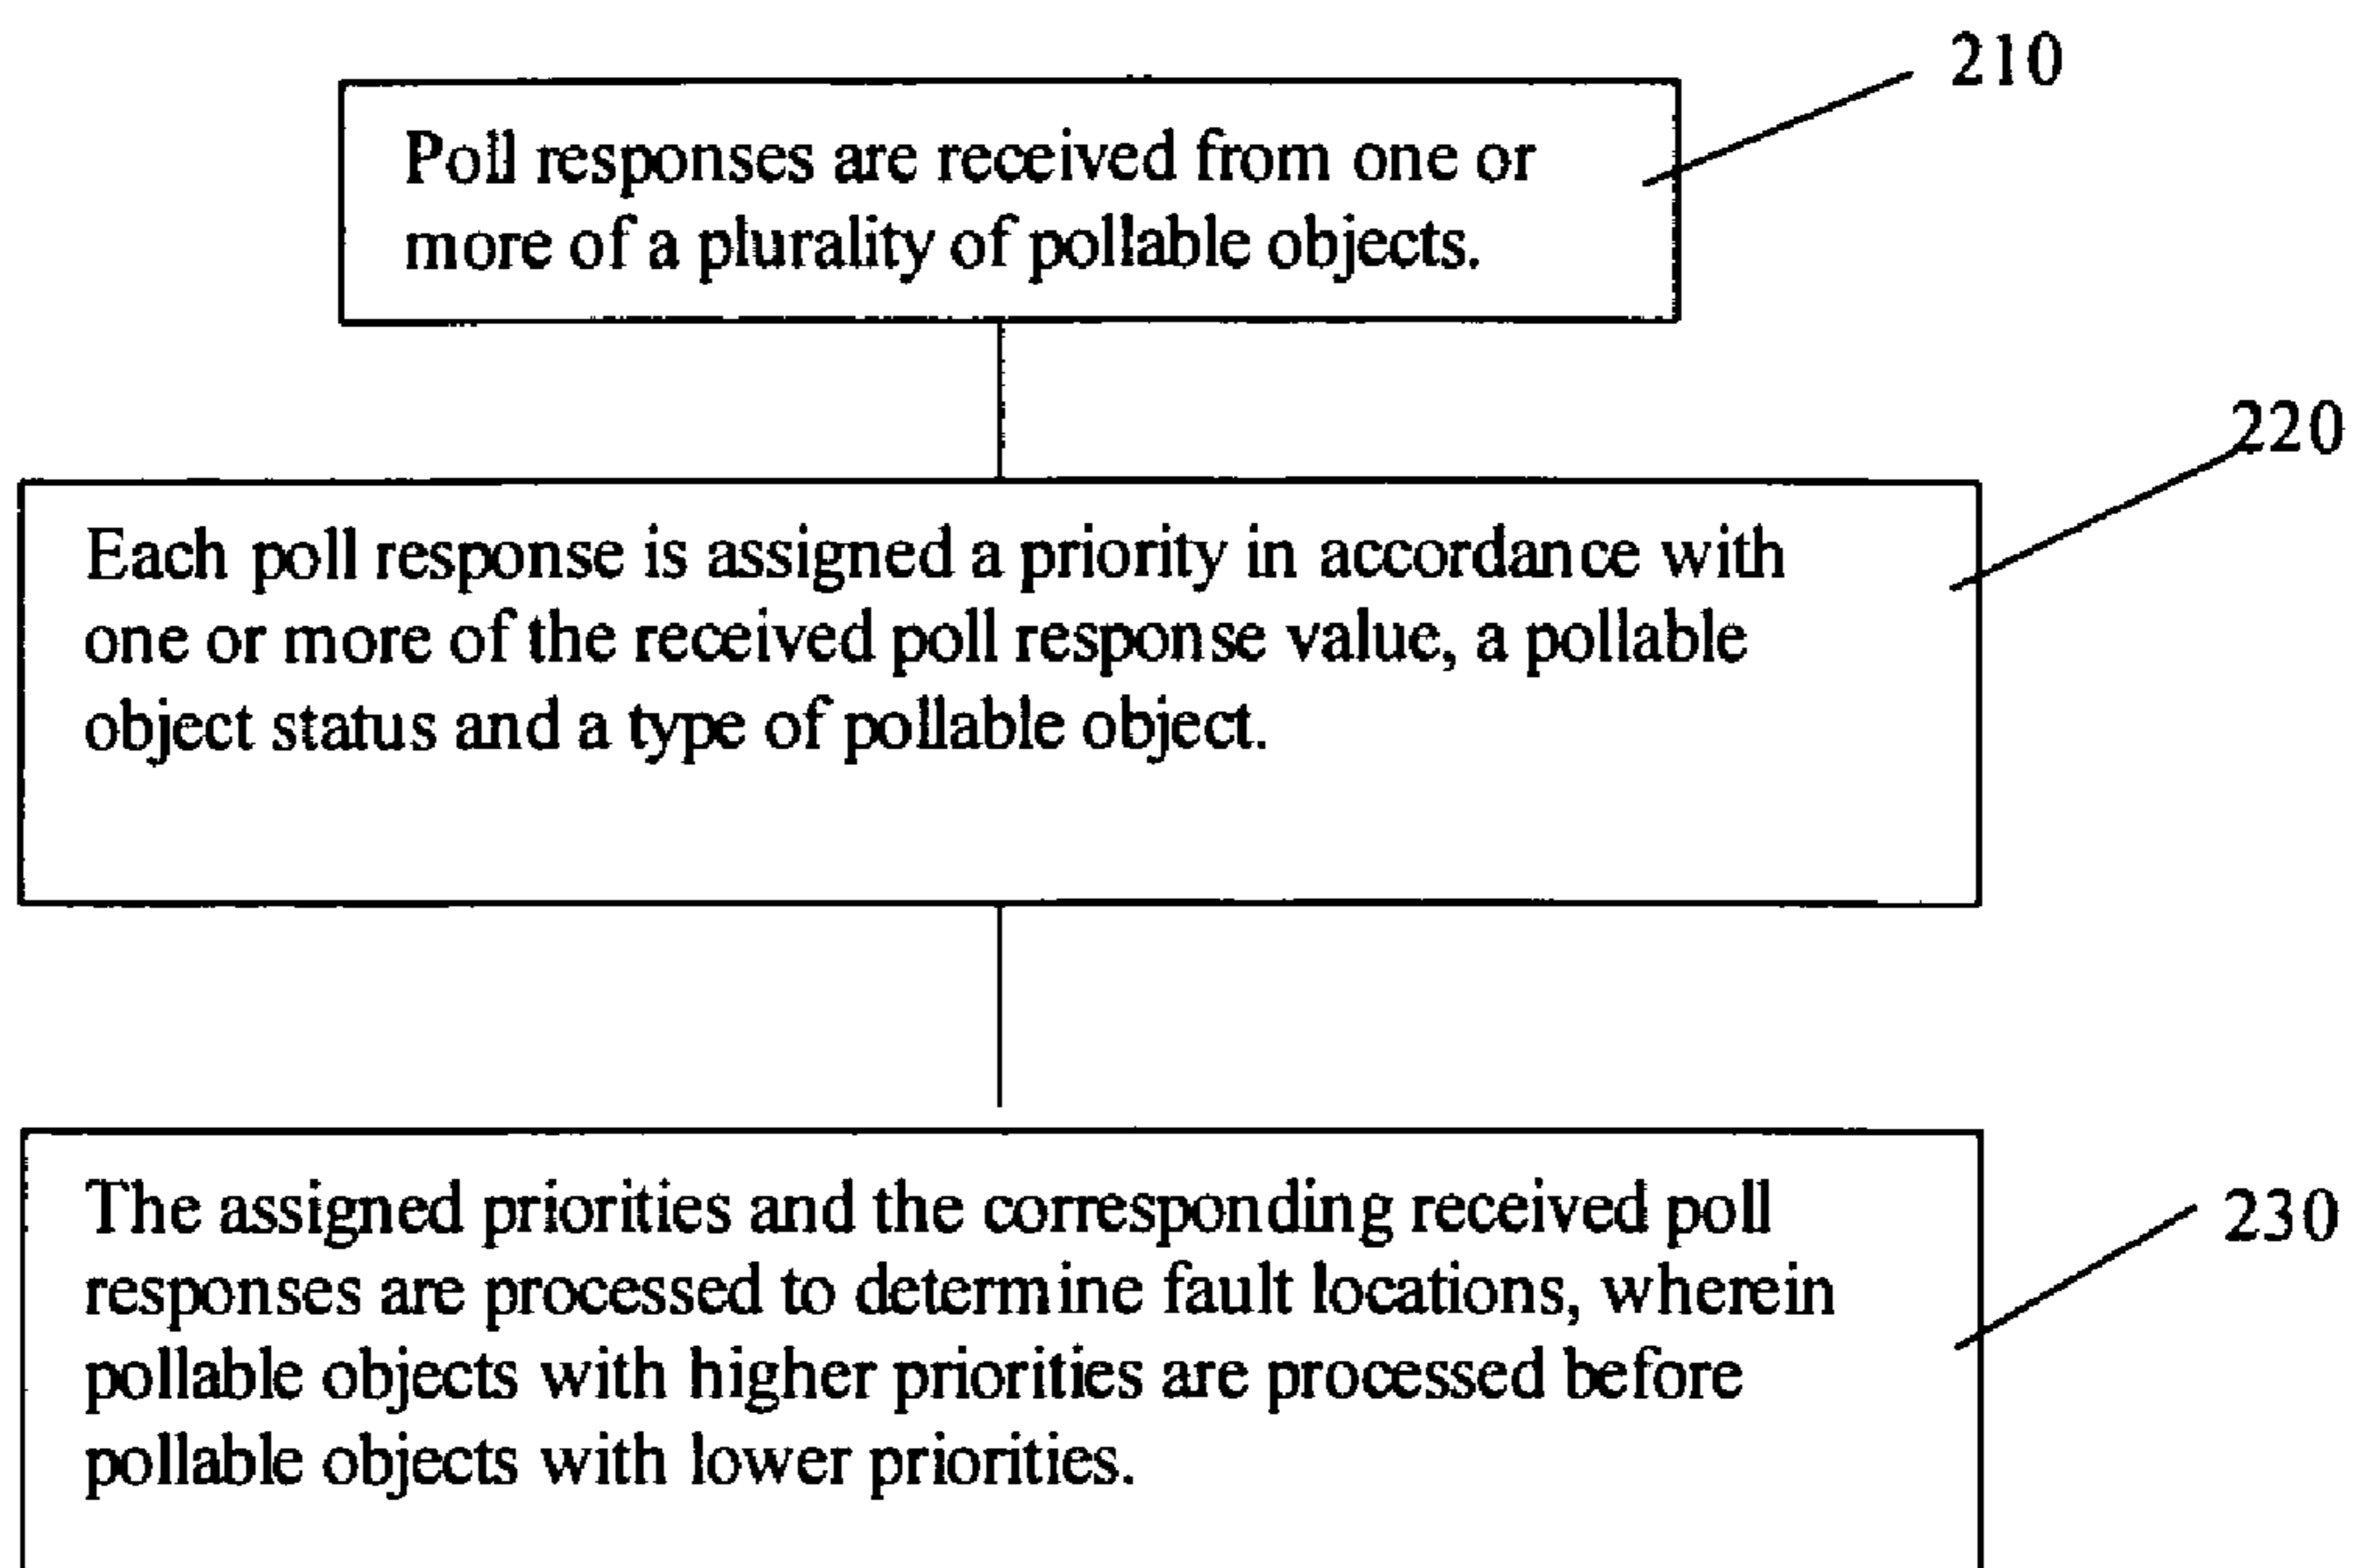 210
Poll responses are received from one or
more of a plurality of pollable objects.
220
Each poll response is assigned a priority in accordance with
one or more of the received poll response value, a pollable
object status and a type of pollable object.
The assigned priorities and the corresponding received poll
230
responses are processed to determine fault locations, wherein
pollable objects with higher priorities are processed before
pollable objects with lower priorities.